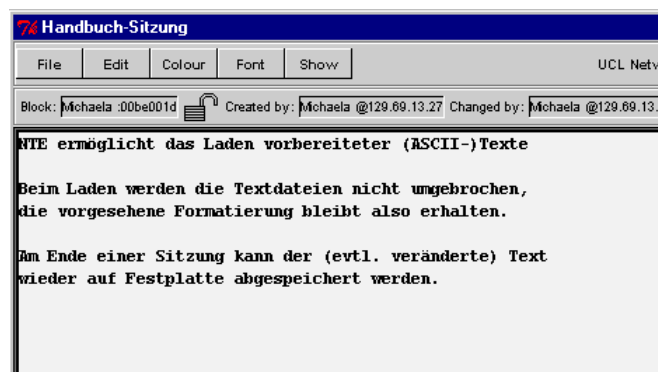 Handbuch-Sitzung
File Edit Colour Font Show UCL Netw
Block: Michaela :00be001d Created by: Michaela @129.69.13.27 Changed by: Michaela @129.69.13.
NTE ermöglicht das Laden vorbereiteter (ASCII-)Texte
Beim Laden werden die Textdateien nicht umgebrochen,
die vorgesehene Formatierung bleibt also erhalten.
Am Ende einer Sitzung kann der (evtl. veränderte) Text
wieder auf Festplatte abgespeichert werden.